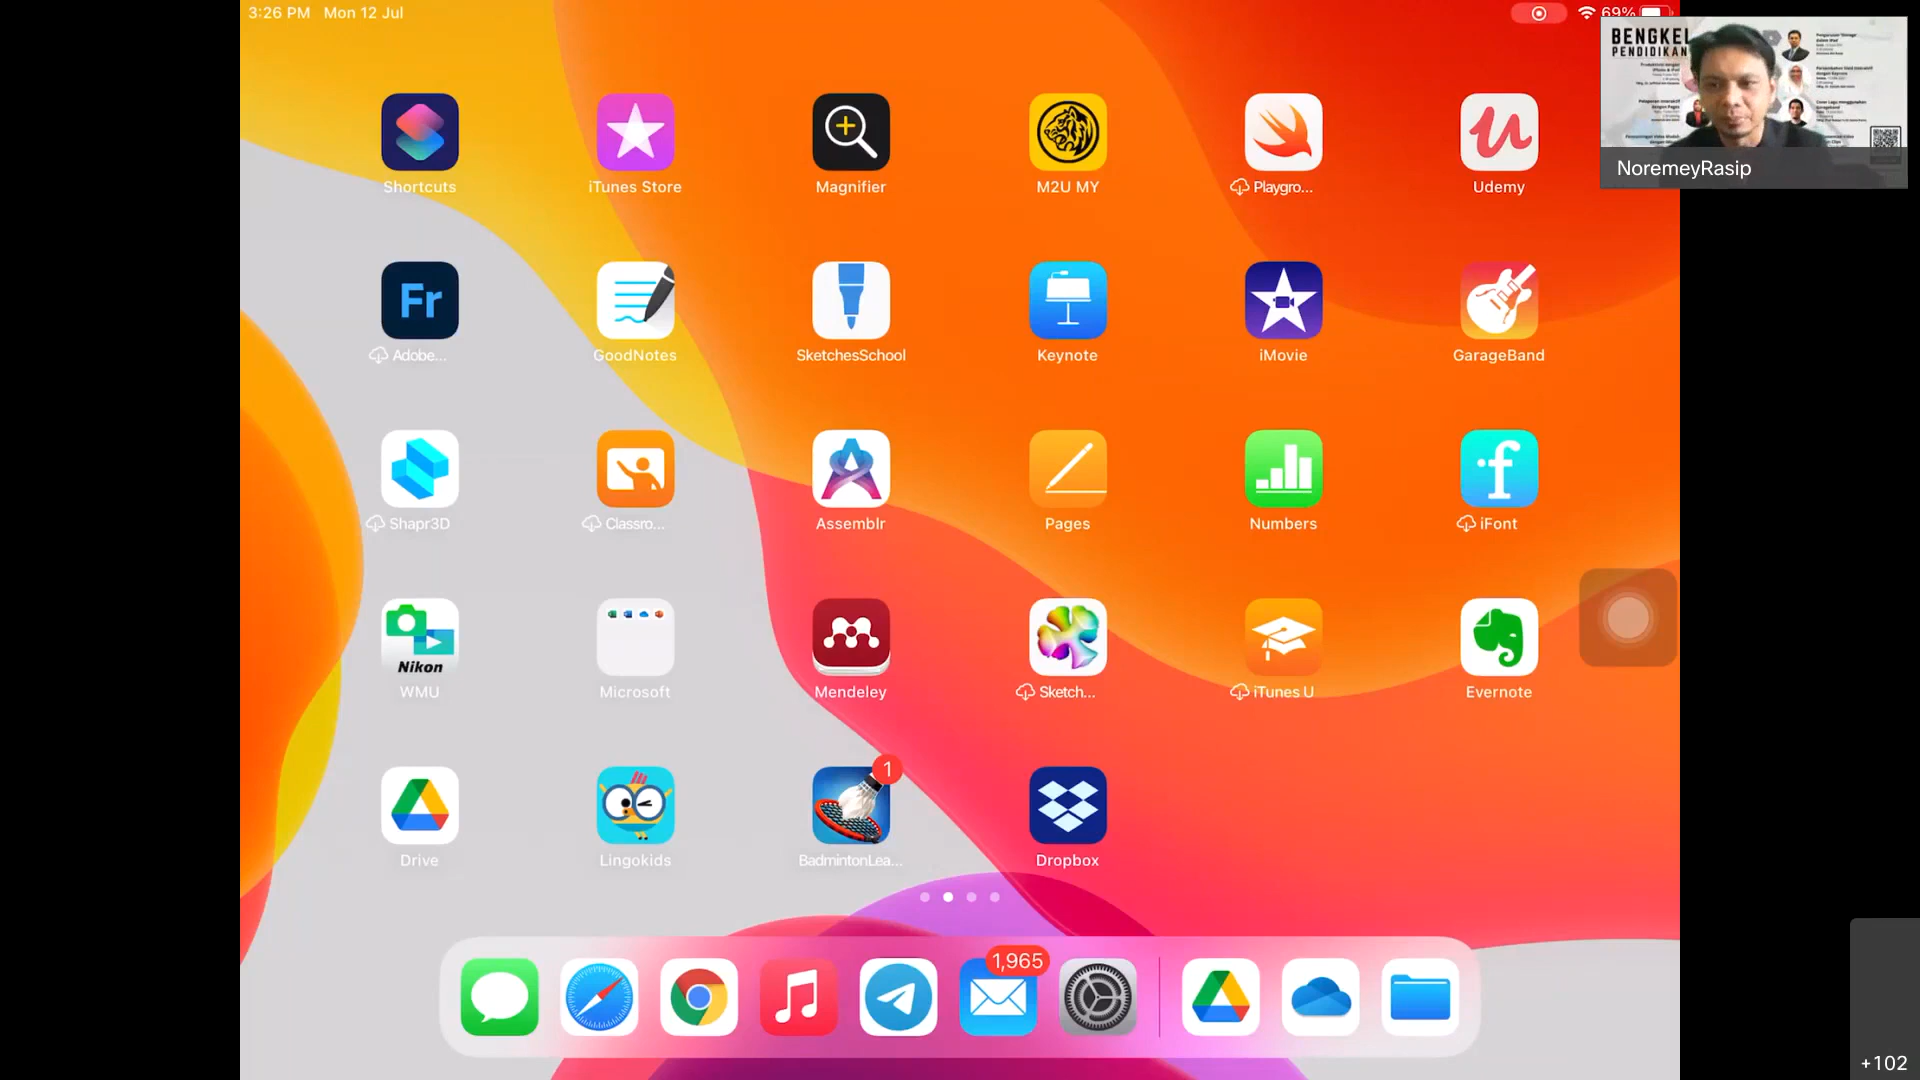 3:26 PM Mon 12 Jul
69%
BENGKEL
PENDIDIKAN
NoremeyRasip
Shortcuts
iTunes Store
Magnifier
M2U MY
Playgro...
Udemy
Fr
Adobe...
GoodNotes
SketchesSchool
Keynote
iMovie
GarageBand
Shapr3D
Classro...
Assemblr
Pages
Numbers
iFont
Nikon
WMU
Microsoft
Mendeley
Sketch...
iTunes U
Evernote
1
Drive
Lingokids
BadmintonLea...
Dropbox
1,965
+102